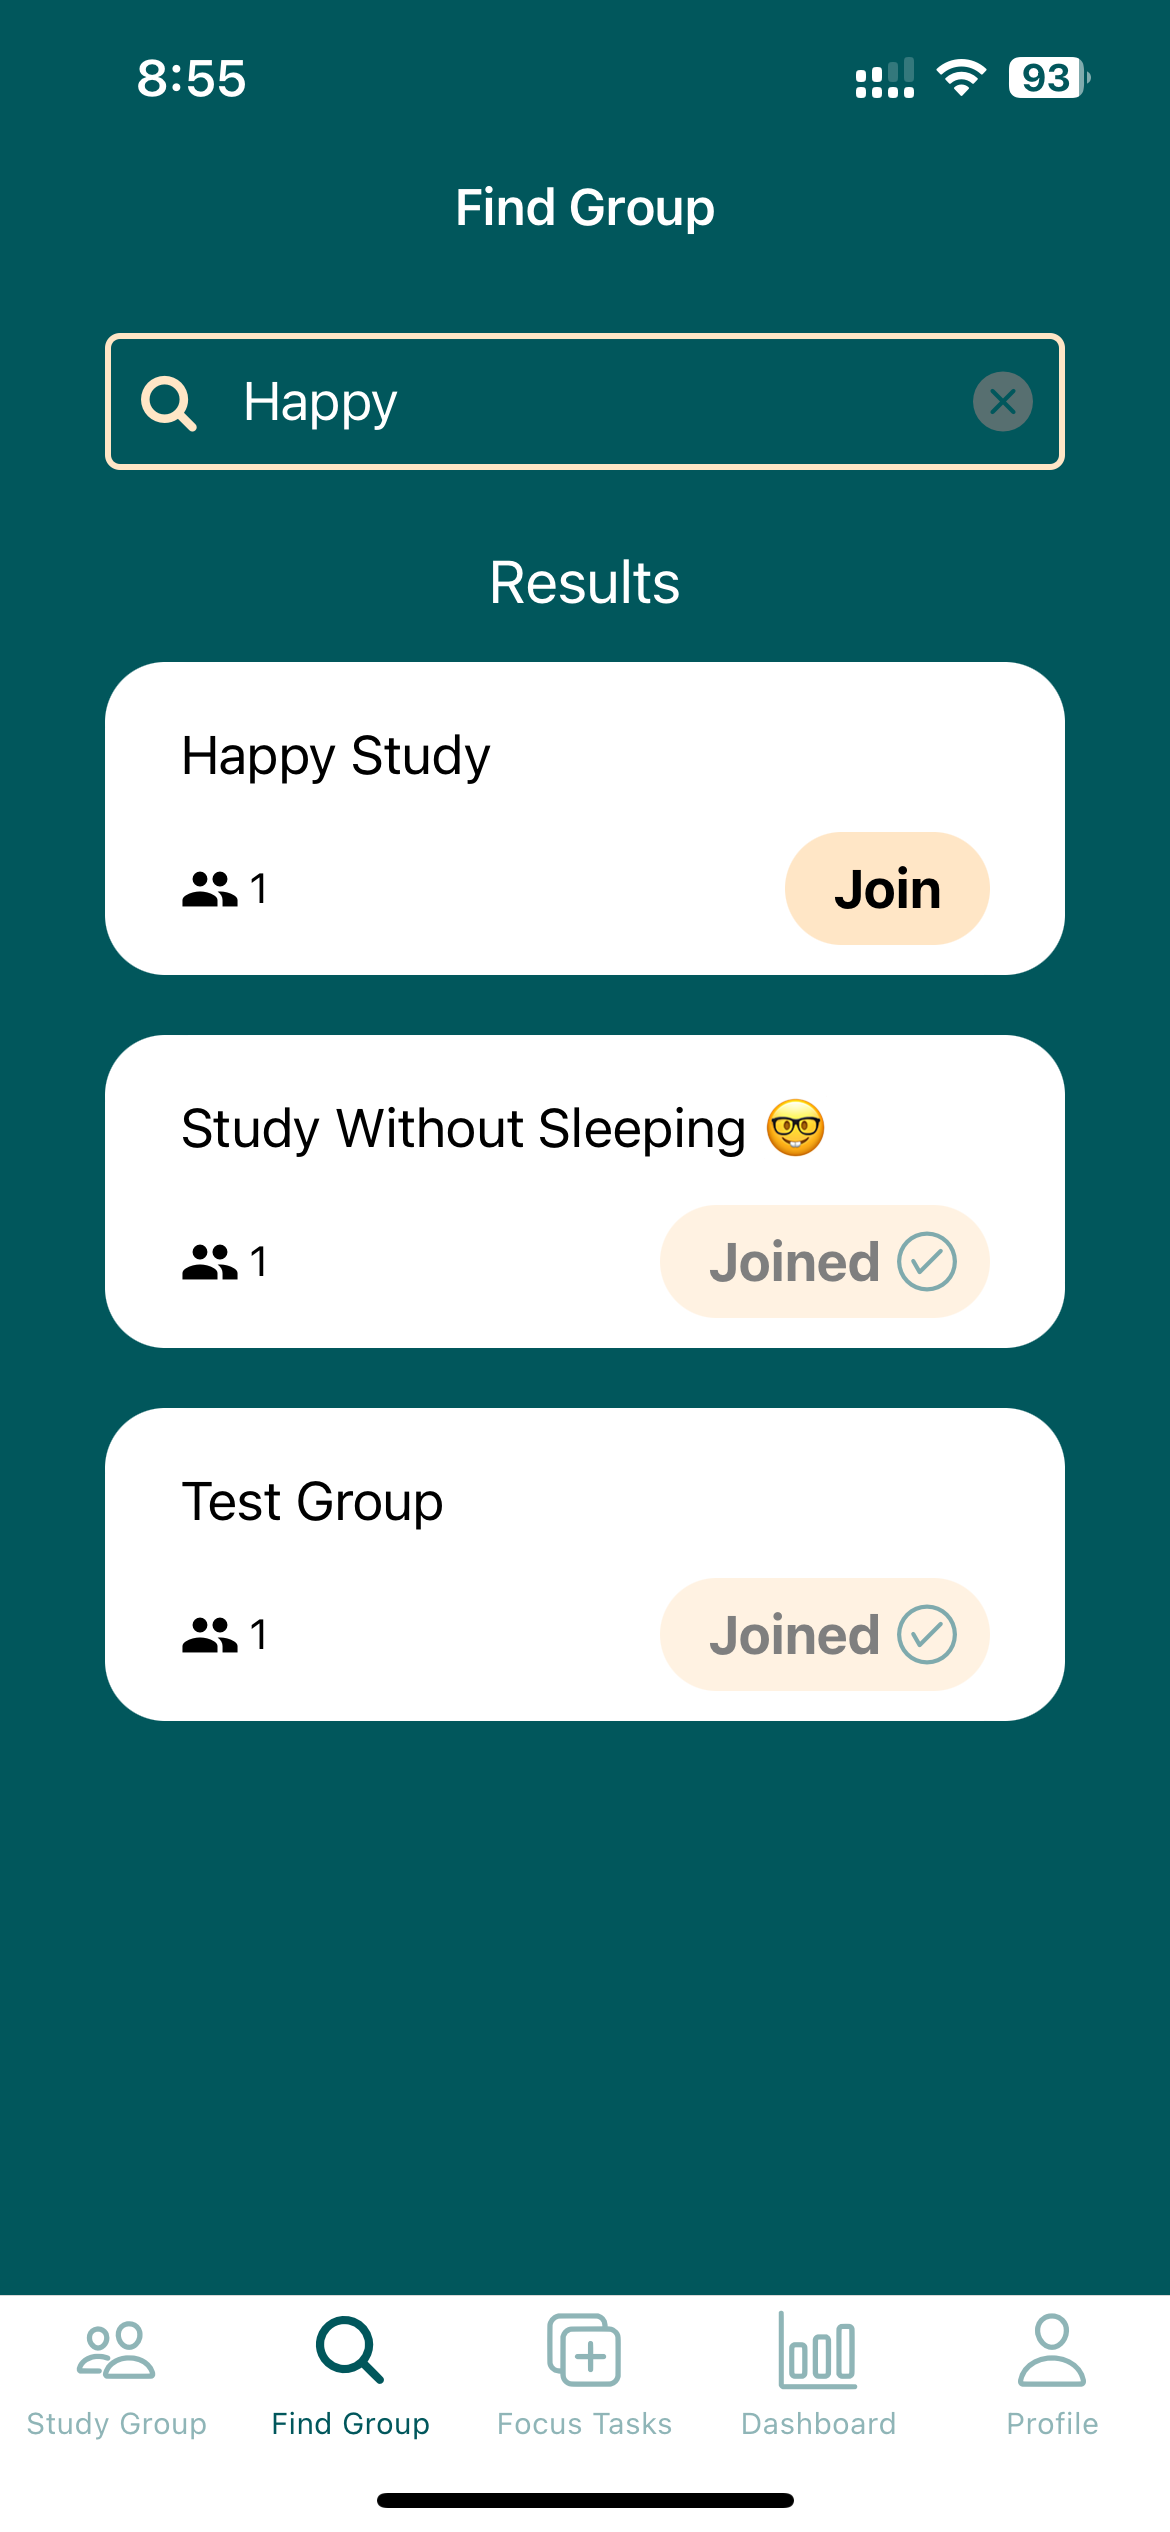 8:55
93
Find Group
Happy
Results
Happy Study
1
Join
Study Without Sleeping 🤓
1
Joined
Test Group
1
Joined
Study Group
Find Group
Focus Tasks
Dashboard
Profile